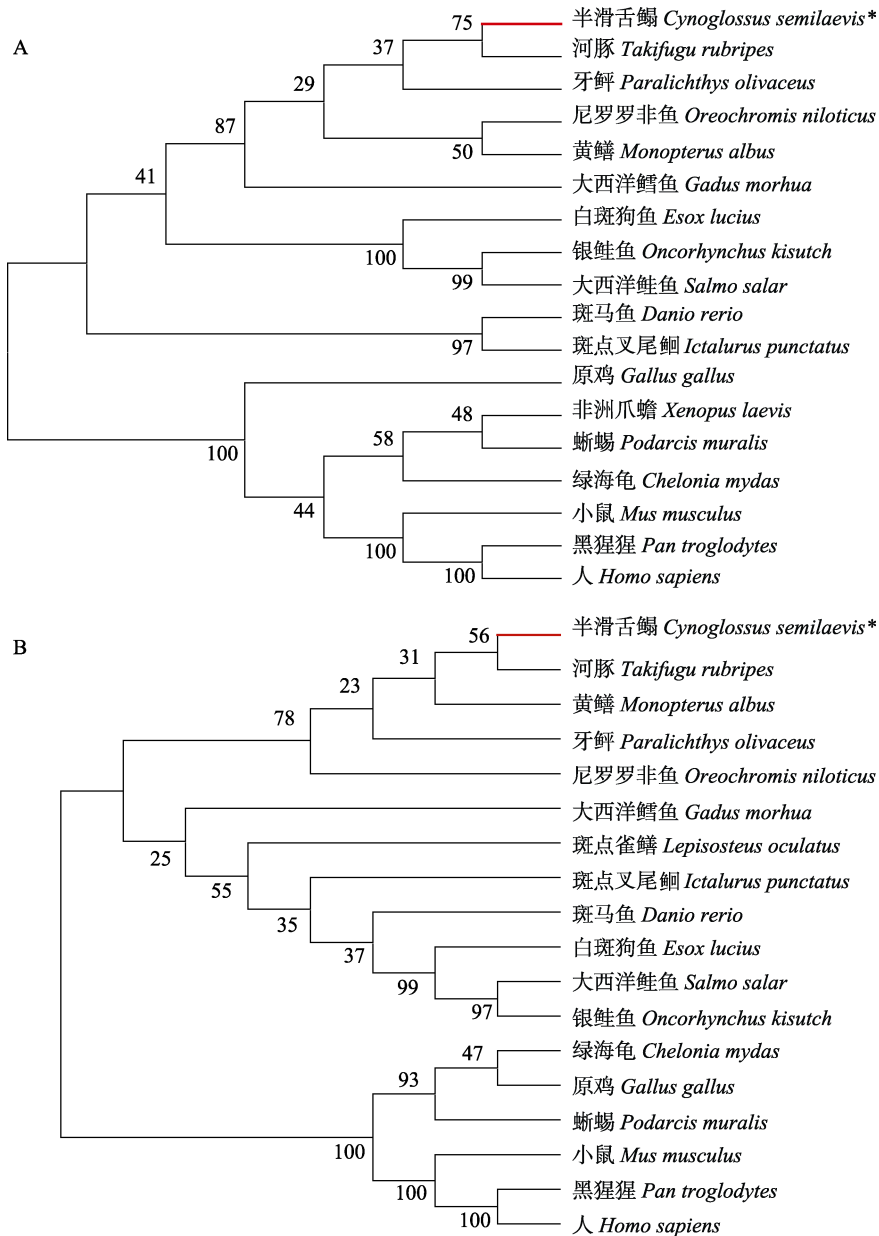 A
75
半滑舌鳎 Cynoglossus semilaevis*
37
河豚 Takifugu rubripes
29
牙鲆 Paralichthys olivaceus
87
尼罗罗非鱼 Oreochromis niloticus
50
黄鳝 Monopterus albus
41
大西洋鳕鱼 Gadus morhua
白斑狗鱼 Esox lucius
100
银鲑鱼 Oncorhynchus kisutch
99
大西洋鲑鱼 Salmo salar
斑马鱼 Danio rerio
97
斑点叉尾鮰 Ictalurus punctatus
原鸡 Gallus gallus
100
48
非洲爪蟾 Xenopus laevis
58
蜥蜴 Podarcis muralis
绿海龟 Chelonia mydas
44
小鼠 Mus musculus
100
黑猩猩 Pan troglodytes
100
人 Homo sapiens
B
56
半滑舌鳎 Cynoglossus semilaevis*
31
河豚 Takifugu rubripes
23
黄鳝 Monopterus albus
78
牙鲆 Paralichthys olivaceus
尼罗罗非鱼 Oreochromis niloticus
大西洋鳕鱼 Gadus morhua
25
斑点雀鳝 Lepisosteus oculatus
55
斑点叉尾鮰 Ictalurus punctatus
35
斑马鱼 Danio rerio
37
白斑狗鱼 Esox lucius
99
大西洋鲑鱼 Salmo salar
97
银鲑鱼 Oncorhynchus kisutch
47
绿海龟 Chelonia mydas
93
原鸡 Gallus gallus
蜥蜴 Podarcis muralis
100
小鼠 Mus musculus
100
黑猩猩 Pan troglodytes
100
人 Homo sapiens